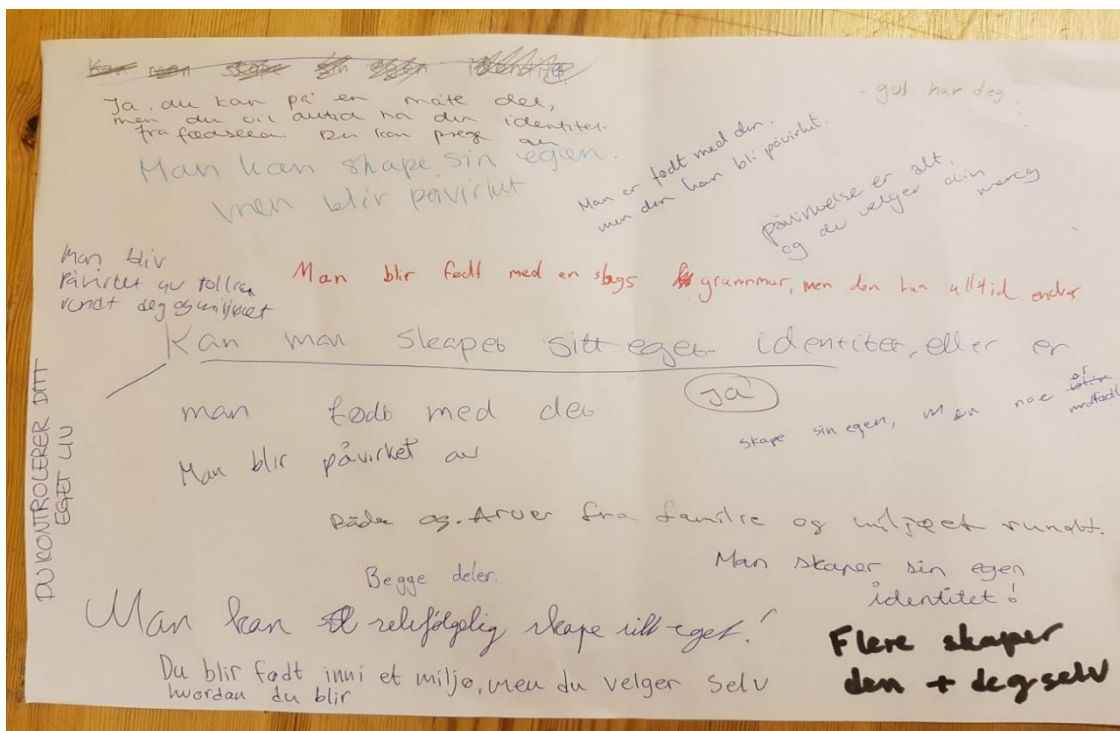 Kan man skape sin egen identitet
Ja, du kan på en måte det,
men du vil alltid ha din identitet
fra fødselen Du kan prege den
Man kan skape sin egen.
men blir påvirket
- gud har deg
Man er født med den.
men den kan bli påvirket.
påvirkelse er alt,
og du velger din
Man blir
påvirket av
rundt deg og miljøet
Man blir født med en slags grammar, men den kan alltid endres
Kan man skapet sitt eget identitet, eller er
man født med det
Ja
skape sin egen, men noe er
medfødt
DU KONTROLERER DITT
EGET LIV
Man blir påvirket av
Både og. Arver fra familie og miljøet rundt.
Begge deler.
Man skaper sin egen
identitet!
Man kan selvfølgelig skape sitt eget!
Flere skaper
den + deg selv
Du blir født inni et miljø, men du velger selv
hvordan du blir